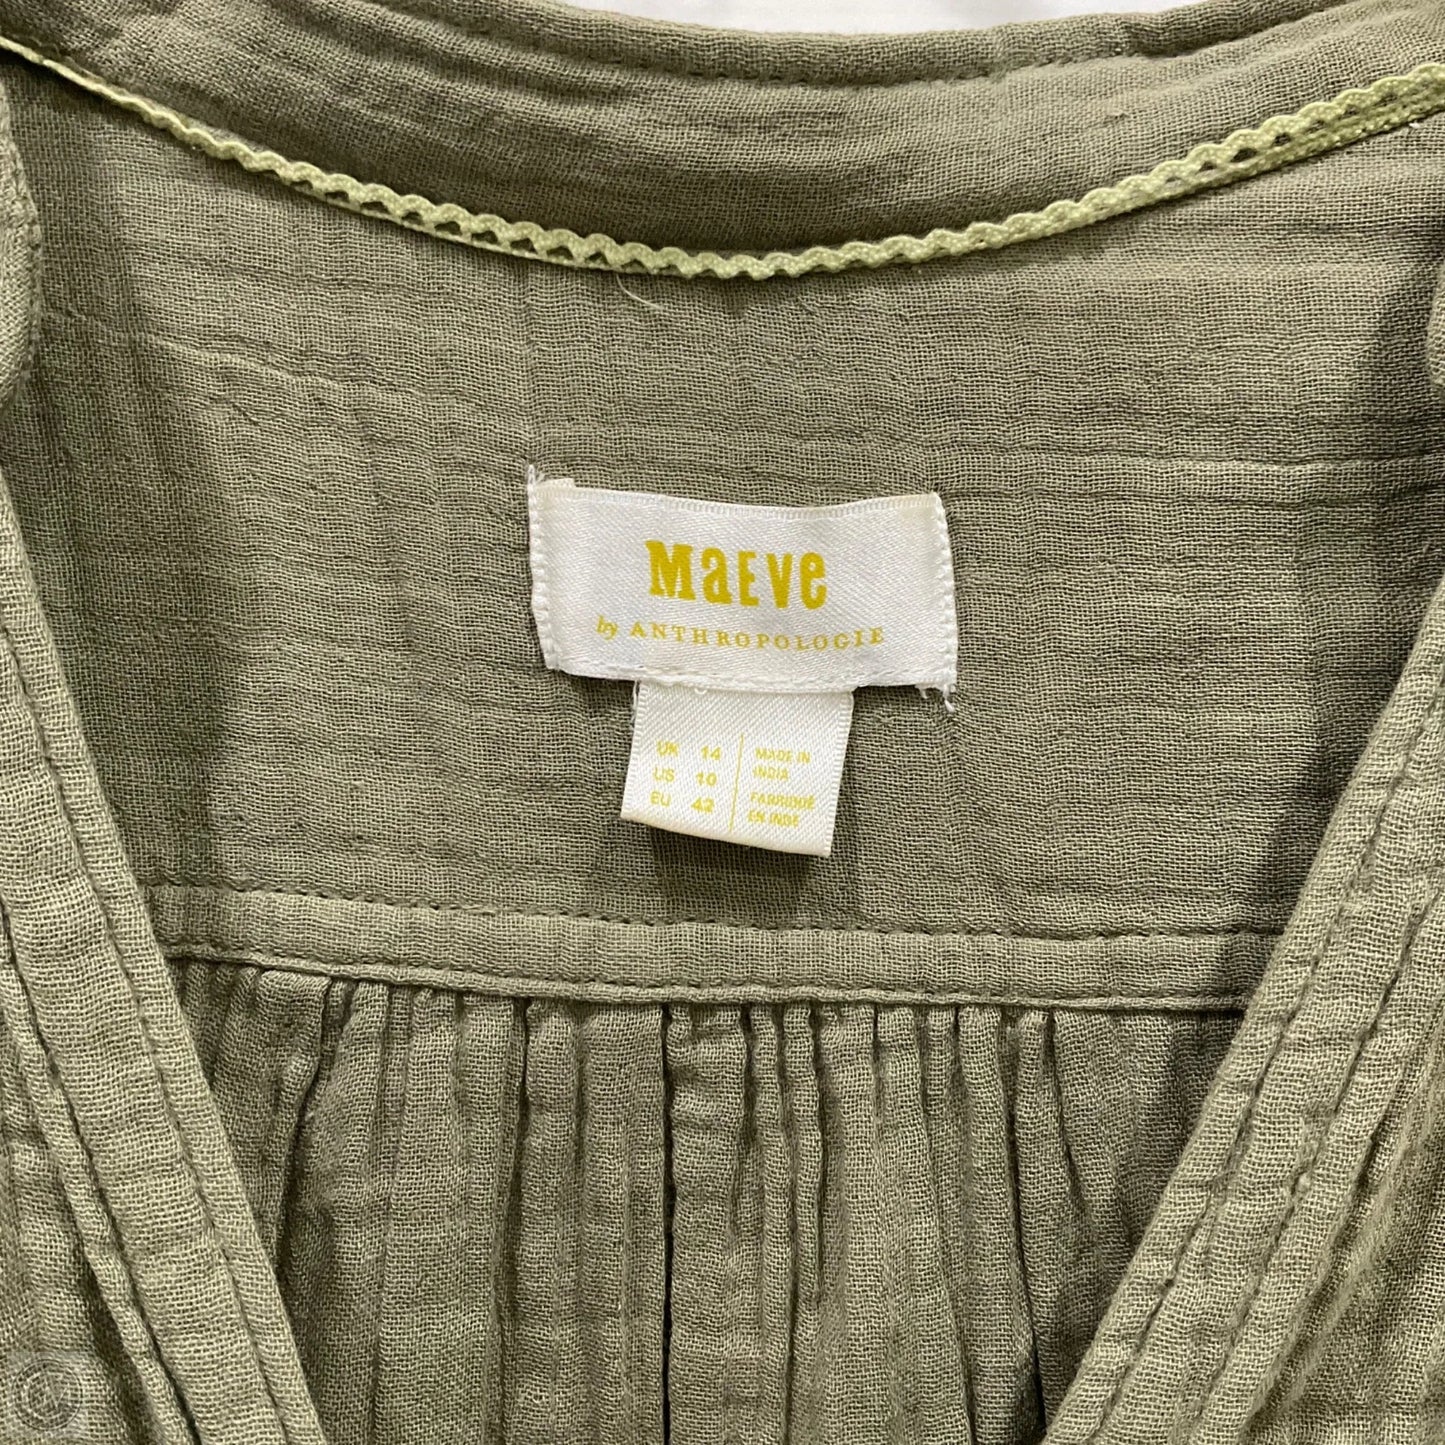 MaEve
by ANTHROPOLOGIE
UK 14
US 10
EU 42
MADE IN
INDIA
FABRIQUÉ
EN INDE